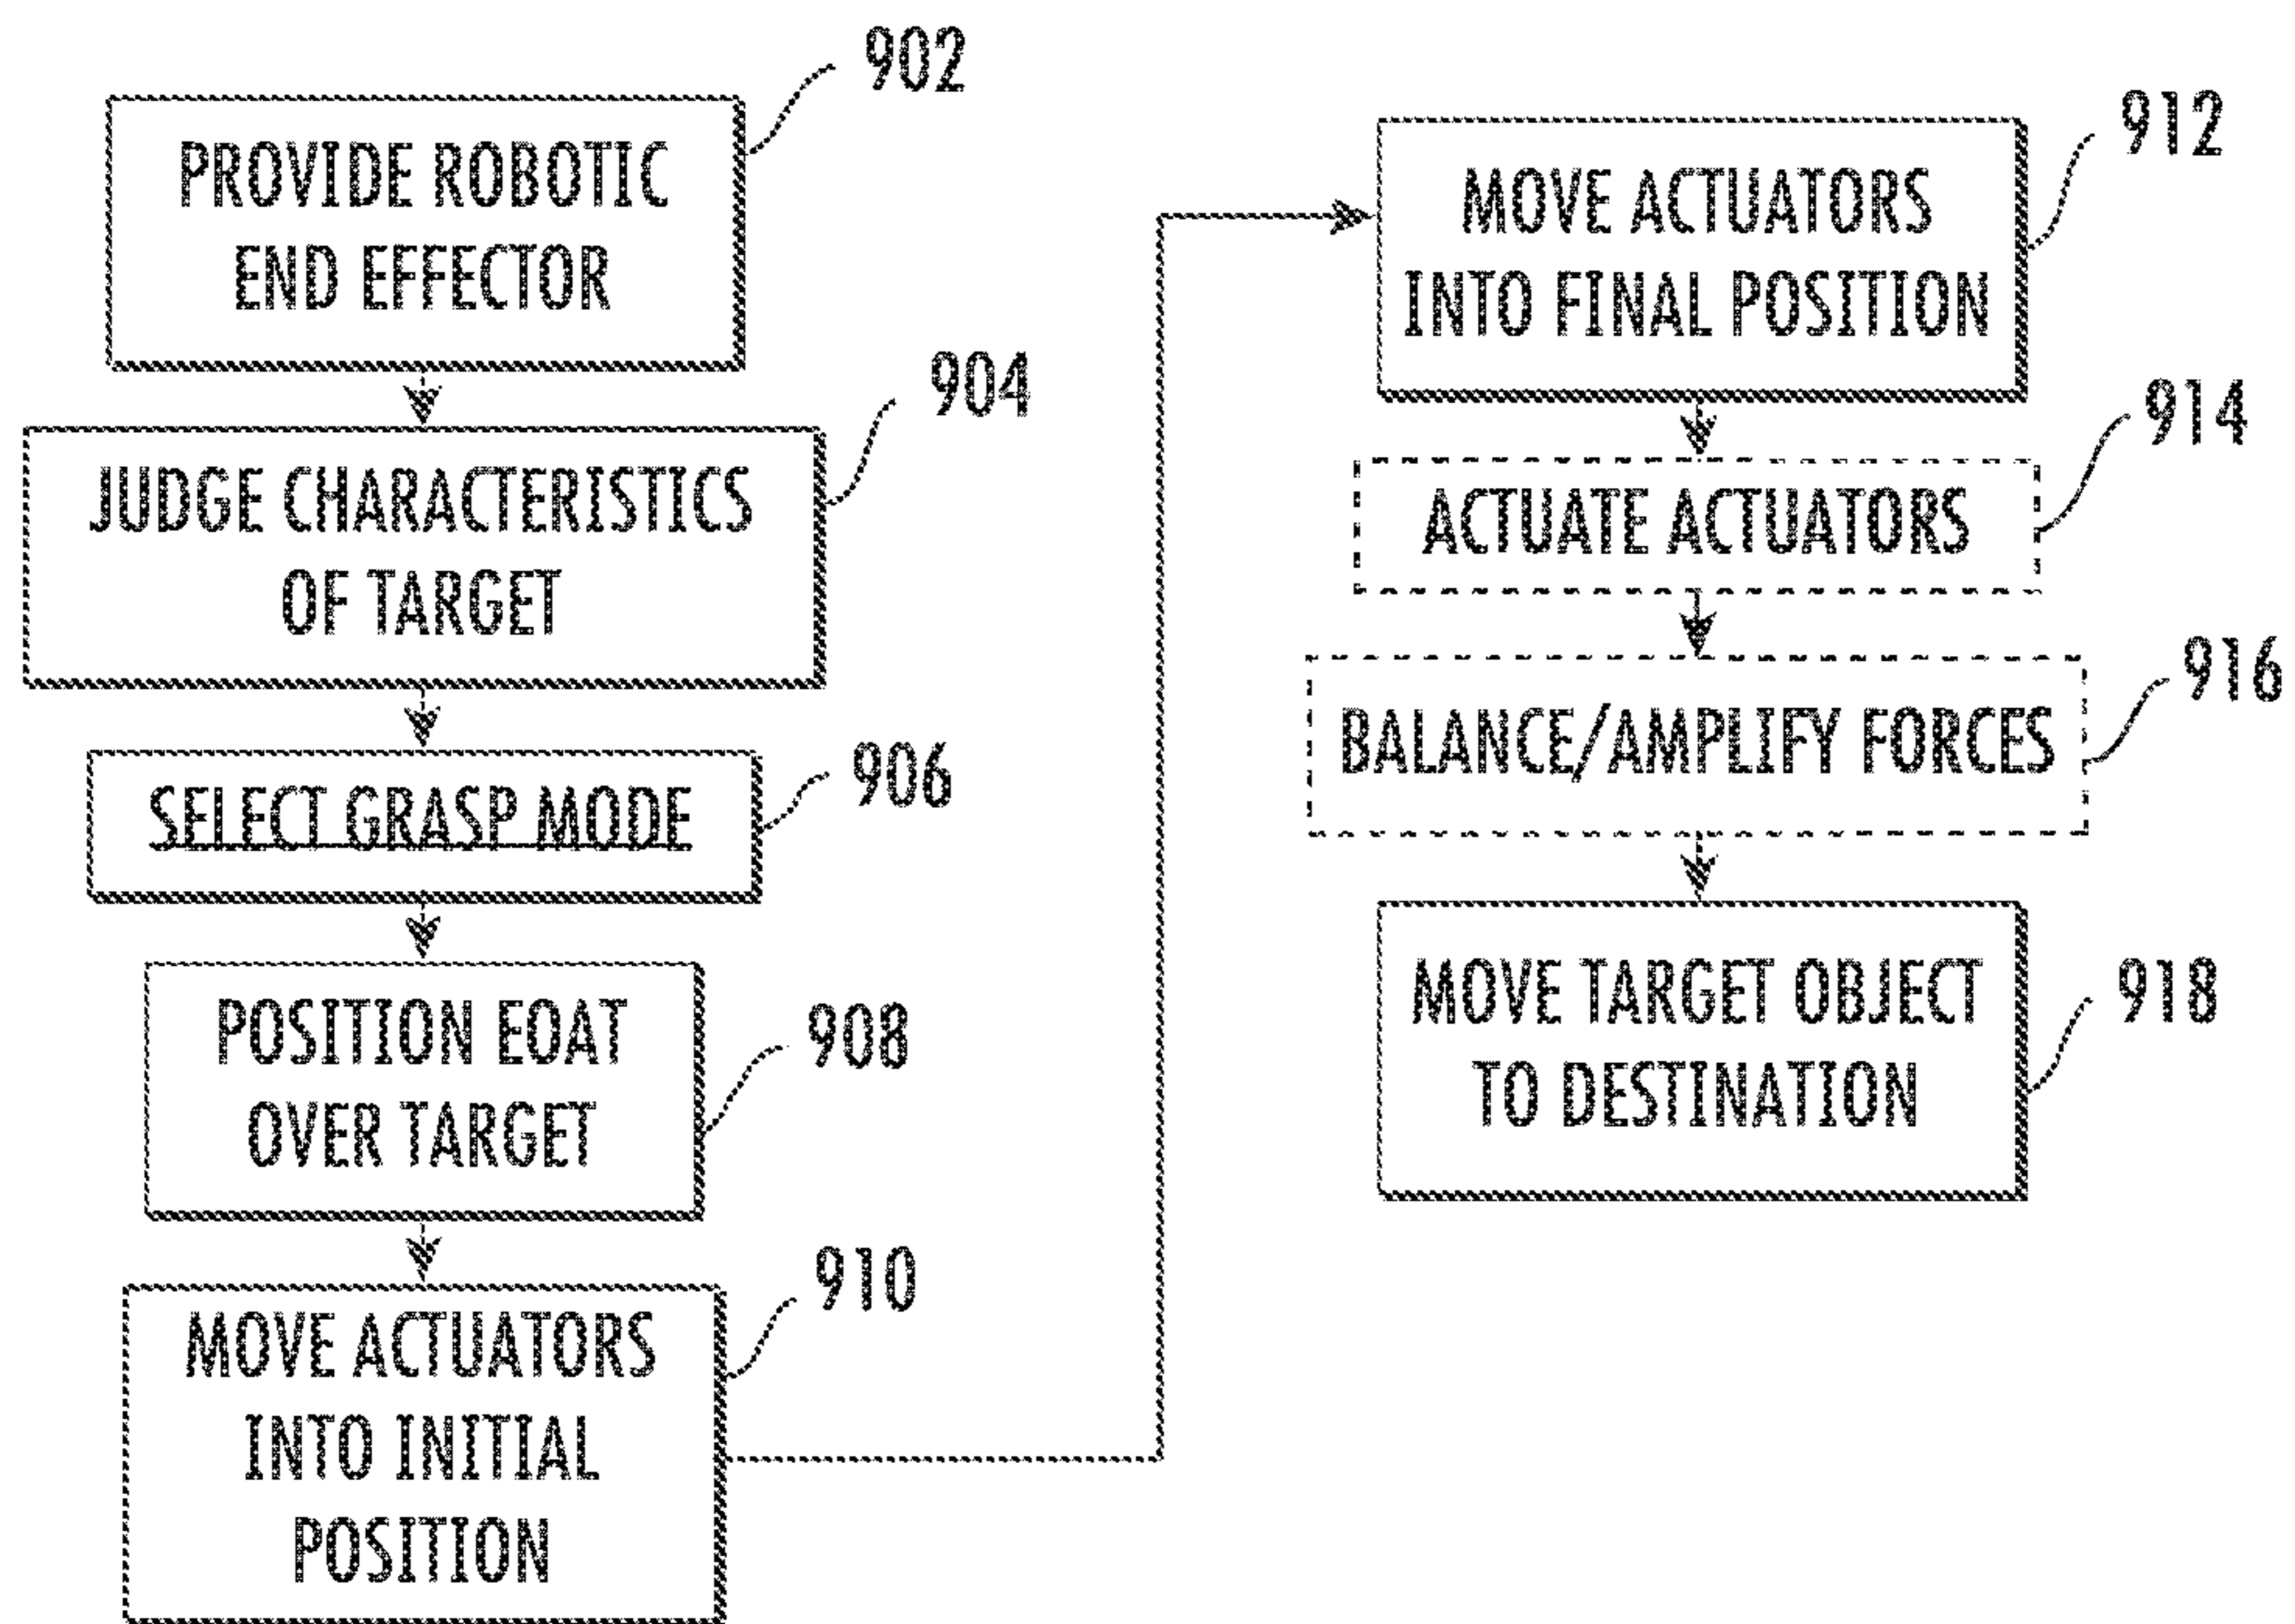 902
PROVIDE ROBOTIC
END EFFECTOR
904
JUDGE CHARACTERISTICS
OF TARGET
906
SELECT GRASP MODE
908
POSITION EOAT
OVER TARGET
910
MOVE ACTUATORS
INTO INITIAL
POSITION
912
MOVE ACTUATORS
INTO FINAL POSITION
914
ACTUATE ACTUATORS
916
BALANCE/AMPLIFY FORCES
918
MOVE TARGET OBJECT
TO DESTINATION